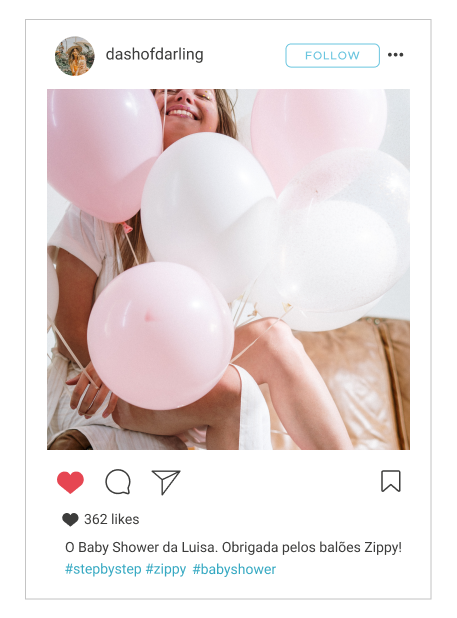 dashofdarling
FOLLOW
362 likes
O Baby Shower da Luisa. Obrigada pelos balões Zippy!
#stepbystep #zippy #babyshower